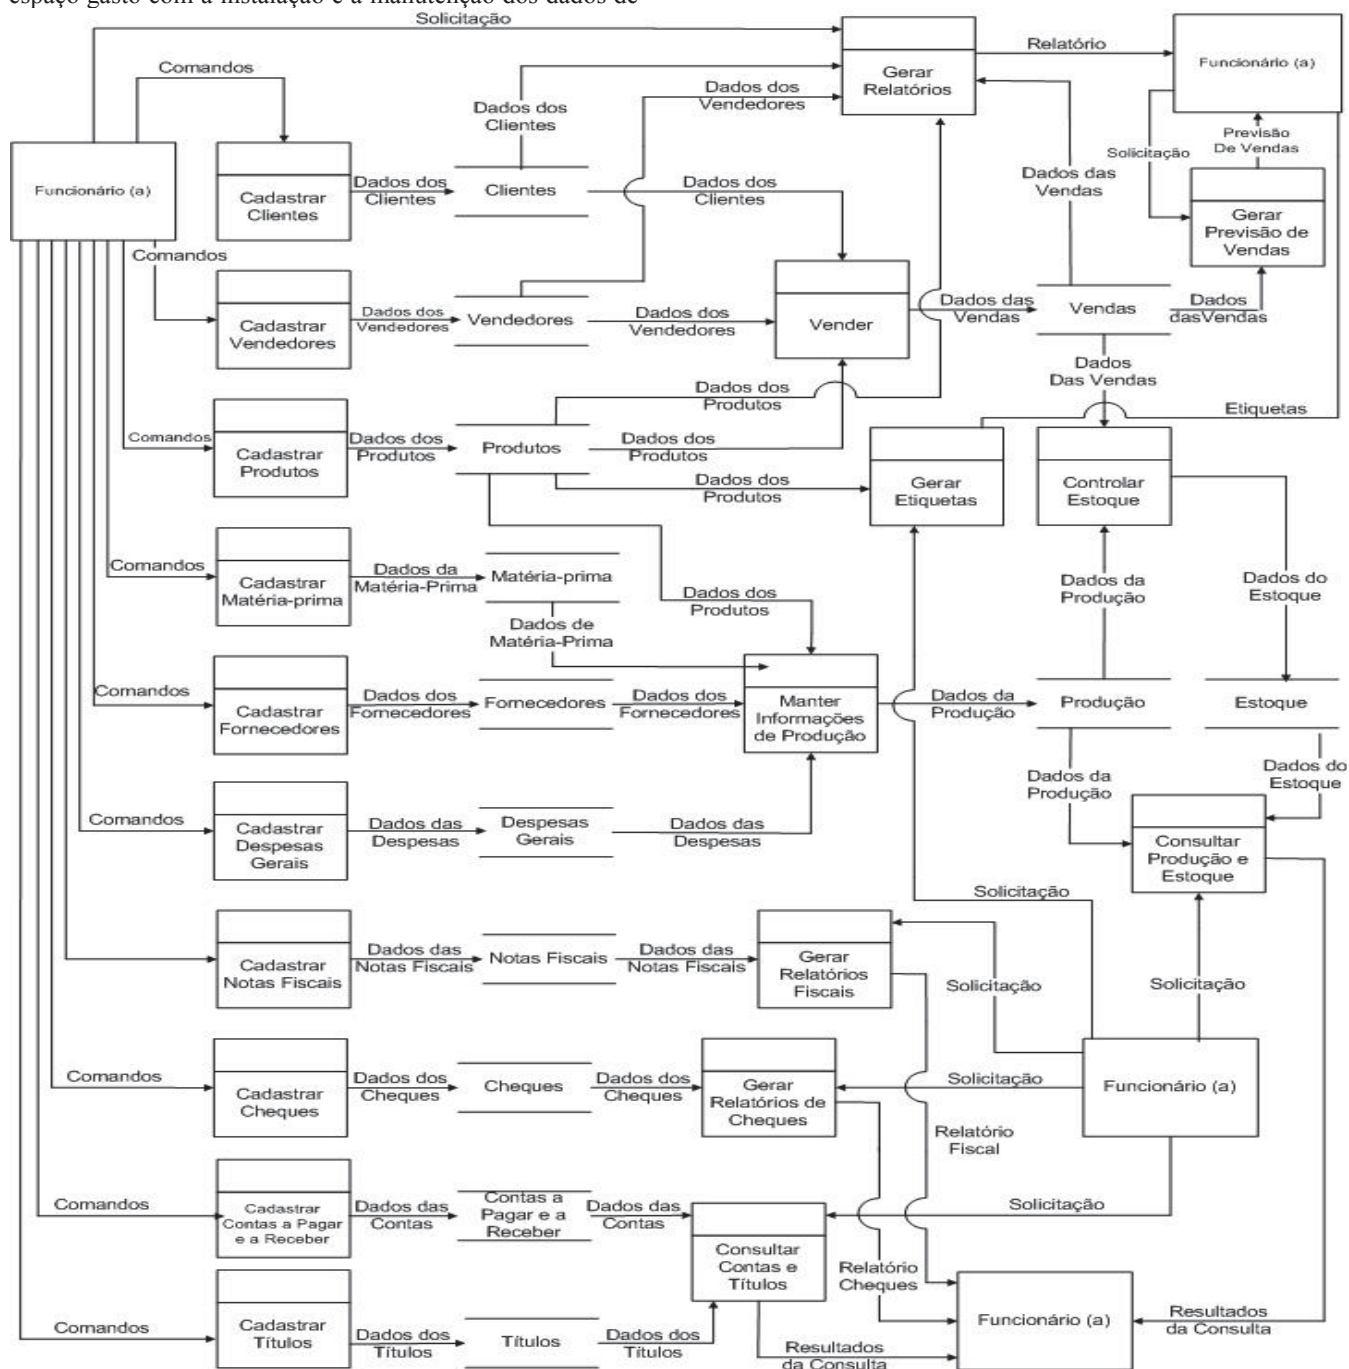 espaço gasto com a instalação e a manutenção dos dados de
Solicitação
Comandos
Gerar
Relatórios
Relatório
Funcionário (a)
Dados dos
Clientes
Dados dos
Vendedores
Solicitação
Previsão
De Vendas
Dados das
Vendas
Funcionário (a)
Cadastrar
Clientes
Dados dos
Clientes
Clientes
Dados dos
Clientes
Gerar
Previsão de
Vendas
Comandos
Cadastrar
Vendedores
Dados dos
Vendedores
Vendedores
Dados dos
Vendedores
Vender
Dados das
Vendas
Vendas
Dados
dasVendas
Dados
Das Vendas
Dados dos
Produtos
Etiquetas
Comandos
Cadastrar
Produtos
Dados dos
Produtos
Produtos
Dados dos
Produtos
Dados dos
Produtos
Gerar
Etiquetas
Controlar
Estoque
Comandos
Cadastrar
Matéria-prima
Dados da
Matéria-Prima
Matéria-prima
Dados dos
Produtos
Dados da
Produção
Dados do
Estoque
Dados de
Matéria-Prima
Comandos
Cadastrar
Fornecedores
Dados dos
Fornecedores
Fornecedores
Dados dos
Fornecedores
Manter
Informações
de Produção
Dados da
Produção
Produção
Estoque
Dados da
Produção
Dados do
Estoque
Comandos
Cadastrar
Despesas
Gerais
Dados das
Despesas
Despesas
Gerais
Dados das
Despesas
Consultar
Produção e
Estoque
Solicitação
Cadastrar
Notas Fiscais
Dados das
Notas Fiscais
Notas Fiscais
Dados das
Notas Fiscais
Gerar
Relatórios
Fiscais
Solicitação
Solicitação
Comandos
Cadastrar
Cheques
Dados dos
Cheques
Cheques
Dados dos
Cheques
Gerar
Relatórios de
Cheques
Solicitação
Funcionário (a)
Relatório
Fiscal
Comandos
Cadastrar
Contas a Pagar
e a Receber
Dados das
Contas
Contas a
Pagar e a
Receber
Dados das
Contas
Solicitação
Consultar
Contas e
Títulos
Relatório
Cheques
Comandos
Cadastrar
Títulos
Dados dos
Títulos
Títulos
Dados dos
Títulos
Resultados
da Consulta
Funcionário (a)
Resultados
da Consulta